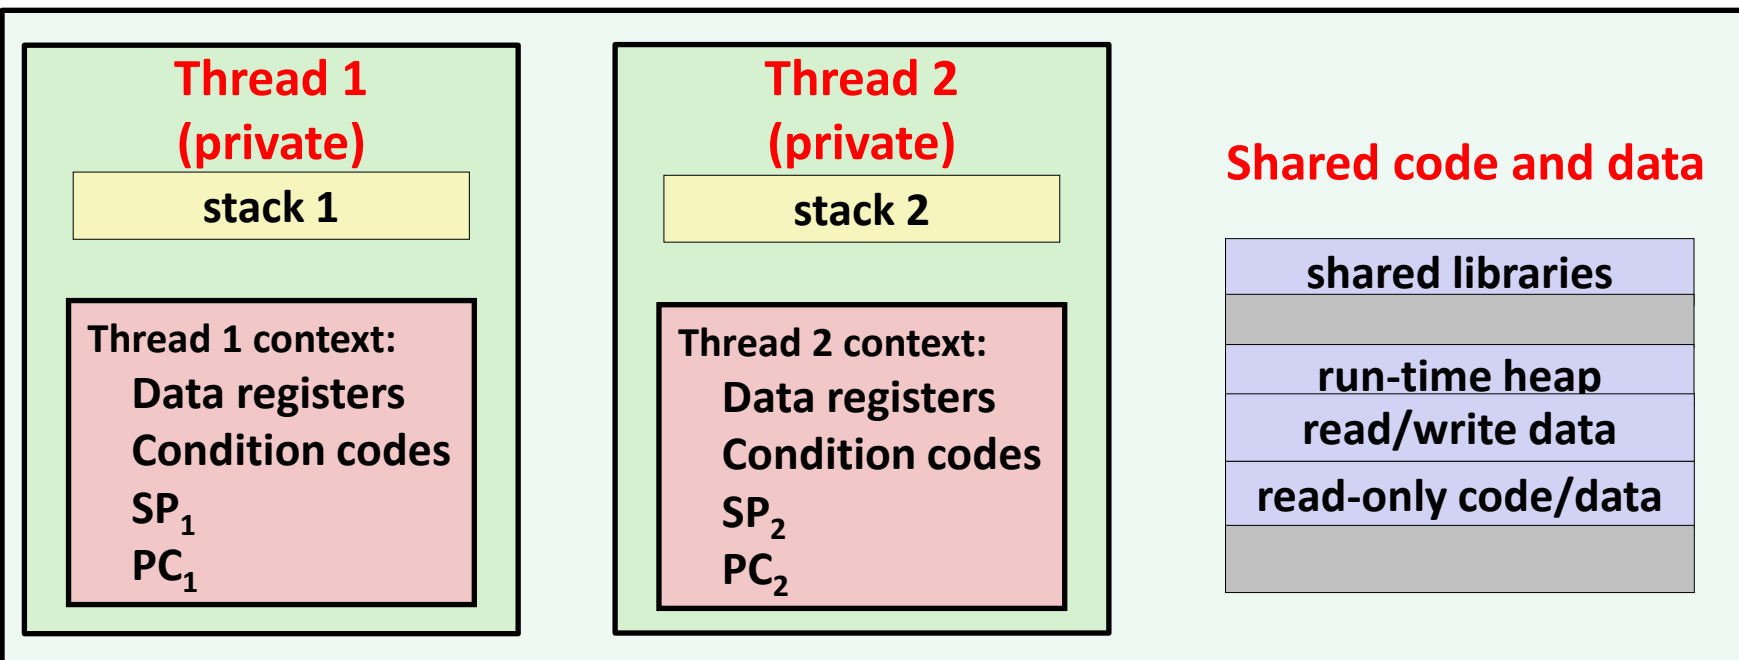 Thread 1
(private)
stack 1
Thread 1 context:
Data registers
Condition codes
SP₁
PC₁
Thread 2
(private)
stack 2
Thread 2 context:
Data registers
Condition codes
SP₂
PC₂
Shared code and data
shared libraries
run-time heap
read/write data
read-only code/data